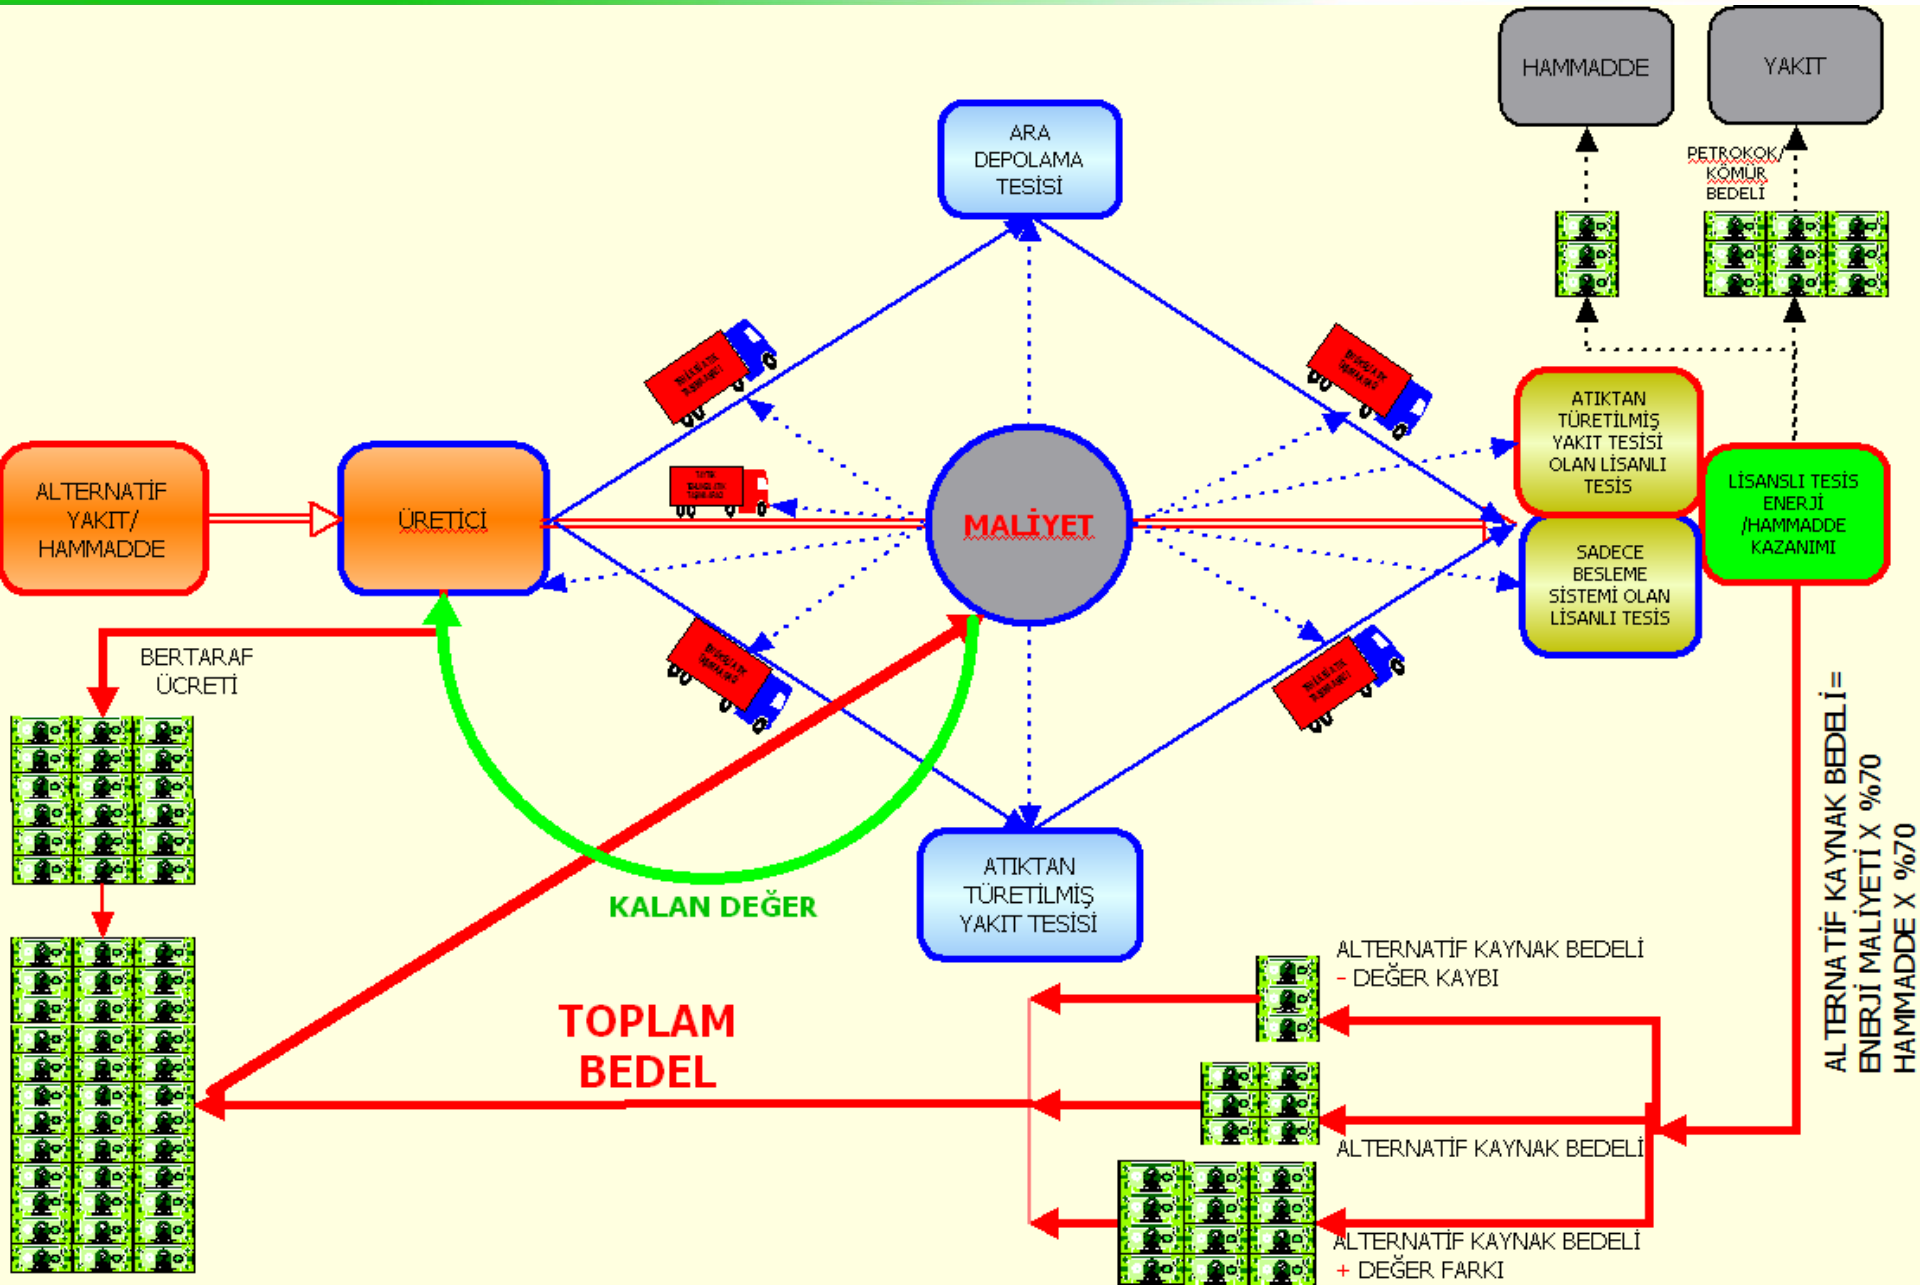 HAMMADDE
YAKIT
PETROKOK/
KÖMÜR
BEDELİ
ARA
DEPOLAMA
TESİSİ
ATIKTAN
TÜRETİLMİŞ
YAKIT TESİSİ
OLAN LİSANLI
TESİS
ALTERNATİF
YAKIT/
HAMMADDE
ÜRETİCİ
MALİYET
LİSANSLI TESİS
ENERJİ
/HAMMADDE
KAZANIMI
SADECE
BESLEME
SİSTEMİ OLAN
LİSANLI TESİS
BERTARAF
ÜCRETİ
KALAN DEĞER
ATIKTAN
TÜRETİLMİŞ
YAKIT TESİSİ
ALTERNATİF KAYNAK BEDELİ=
ENERJİ MALİYETİ X %70
HAMMADDE X %70
TOPLAM
BEDEL
ALTERNATİF KAYNAK BEDELİ
- DEĞER KAYBI
ALTERNATİF KAYNAK BEDELİ
ALTERNATİF KAYNAK BEDELİ
+ DEĞER FARKI